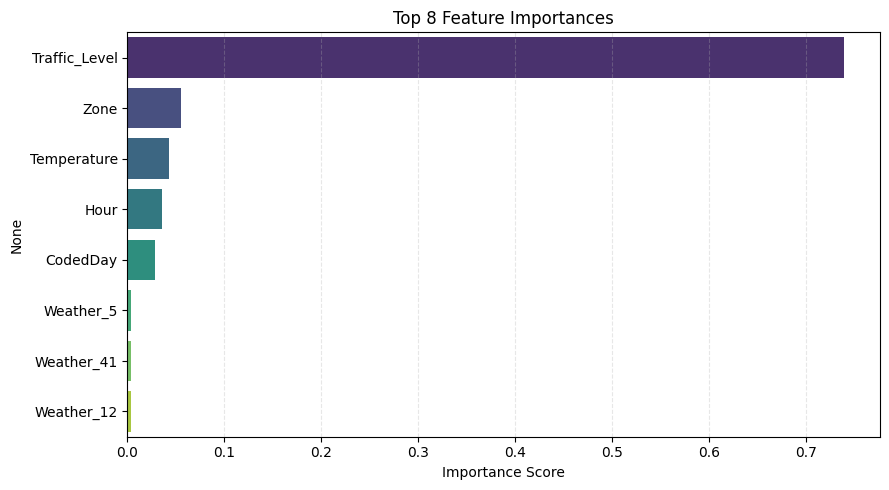 Top 8 Feature Importances
Traffic_Level
Zone
Temperature
Hour
CodedDay
Weather_5
Weather_41
Weather_12
None
0.0 0.1 0.2 0.3 0.4 0.5 0.6 0.7
Importance Score